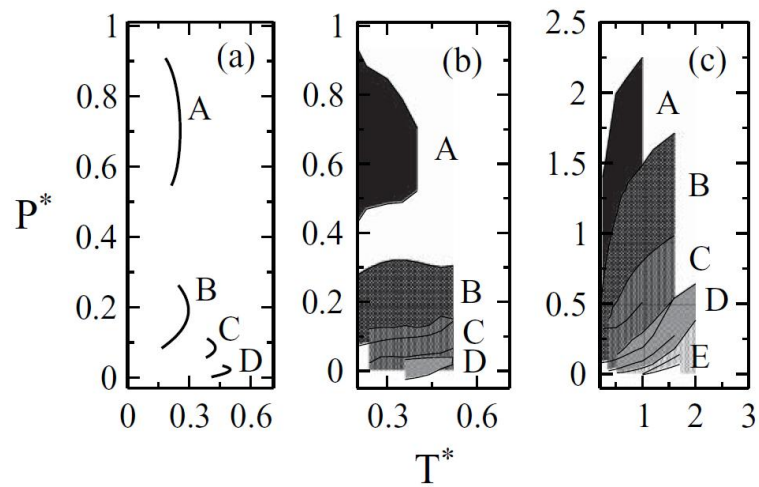 1 (a) 1 (b) 2.5 (c)
0.8 A 0.8 A 2 A
0.6 0.6 1.5 B
P* 0.4 0.4 1 C
0.2 B C D 0.2 B C D 0.5 D E
0 0 0
0 0.3 0.6 0.3 0.6 1 2 3
T*